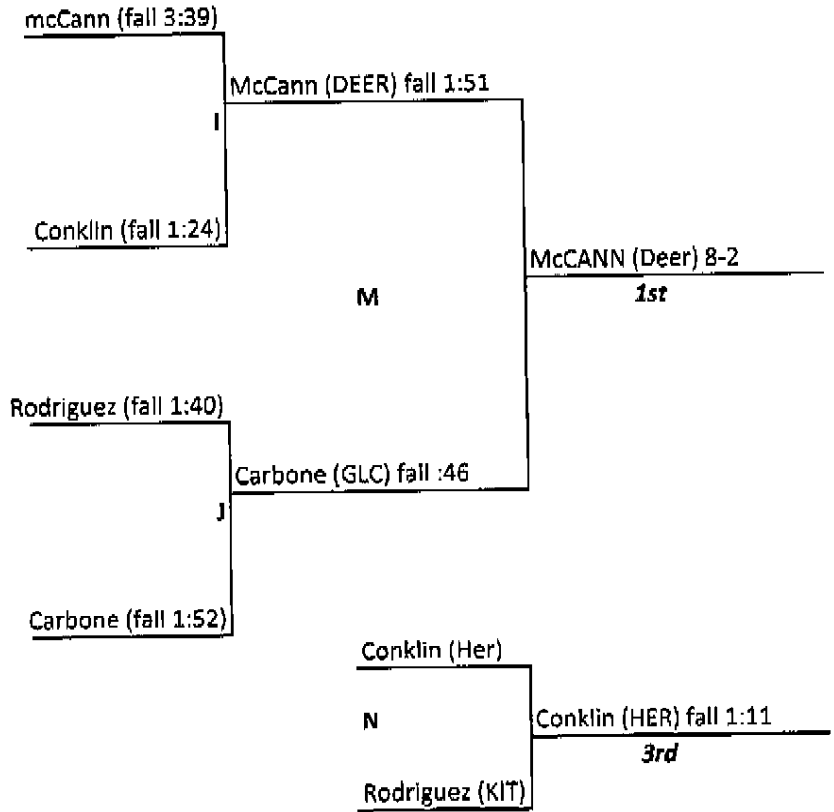 mcCann (fall 3:39)
McCann (DEER) fall 1:51
I
Conklin (fall 1:24)
McCANN (Deer) 8-2
1st
M
Rodriguez (fall 1:40)
Carbone (GLC) fall :46
J
Carbone (fall 1:52)
Conklin (Her)
N
Conklin (HER) fall 1:11
3rd
Rodriguez (KIT)